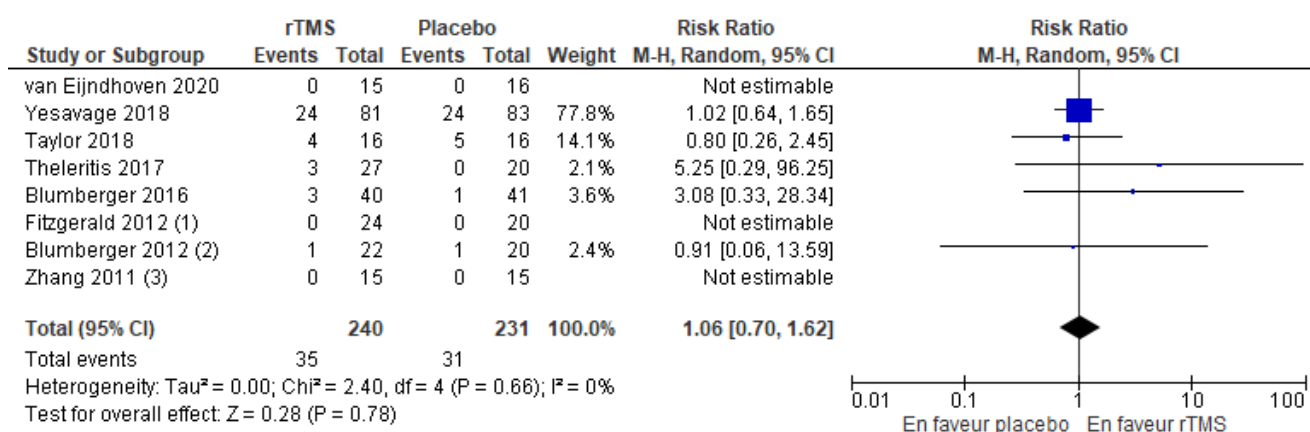 rTMS Placebo Risk Ratio Risk Ratio
Study or Subgroup Events Total Events Total Weight M-H, Random, 95% CI M-H, Random, 95% CI
van Eijndhoven 2020 0 15 0 16 Not estimable
Yesavage 2018 24 81 24 83 77.8% 1.02 [0.64, 1.65]
Taylor 2018 4 16 5 16 14.1% 0.80 [0.26, 2.45]
Theleritis 2017 3 27 0 20 2.1% 5.25 [0.29, 96.25]
Blumberger 2016 3 40 1 41 3.6% 3.08 [0.33, 28.34]
Fitzgerald 2012 (1) 0 24 0 20 Not estimable
Blumberger 2012 (2) 1 22 1 20 2.4% 0.91 [0.06, 13.59]
Zhang 2011 (3) 0 15 0 15 Not estimable
Total (95% CI) 240 231 100.0% 1.06 [0.70, 1.62]
Total events 35 31
Heterogeneity: Tau² = 0.00; Chi² = 2.40, df = 4 (P = 0.66); I² = 0%
Test for overall effect: Z = 0.28 (P = 0.78)
0.01 0.1 1 10 100
En faveur placebo En faveur rTMS